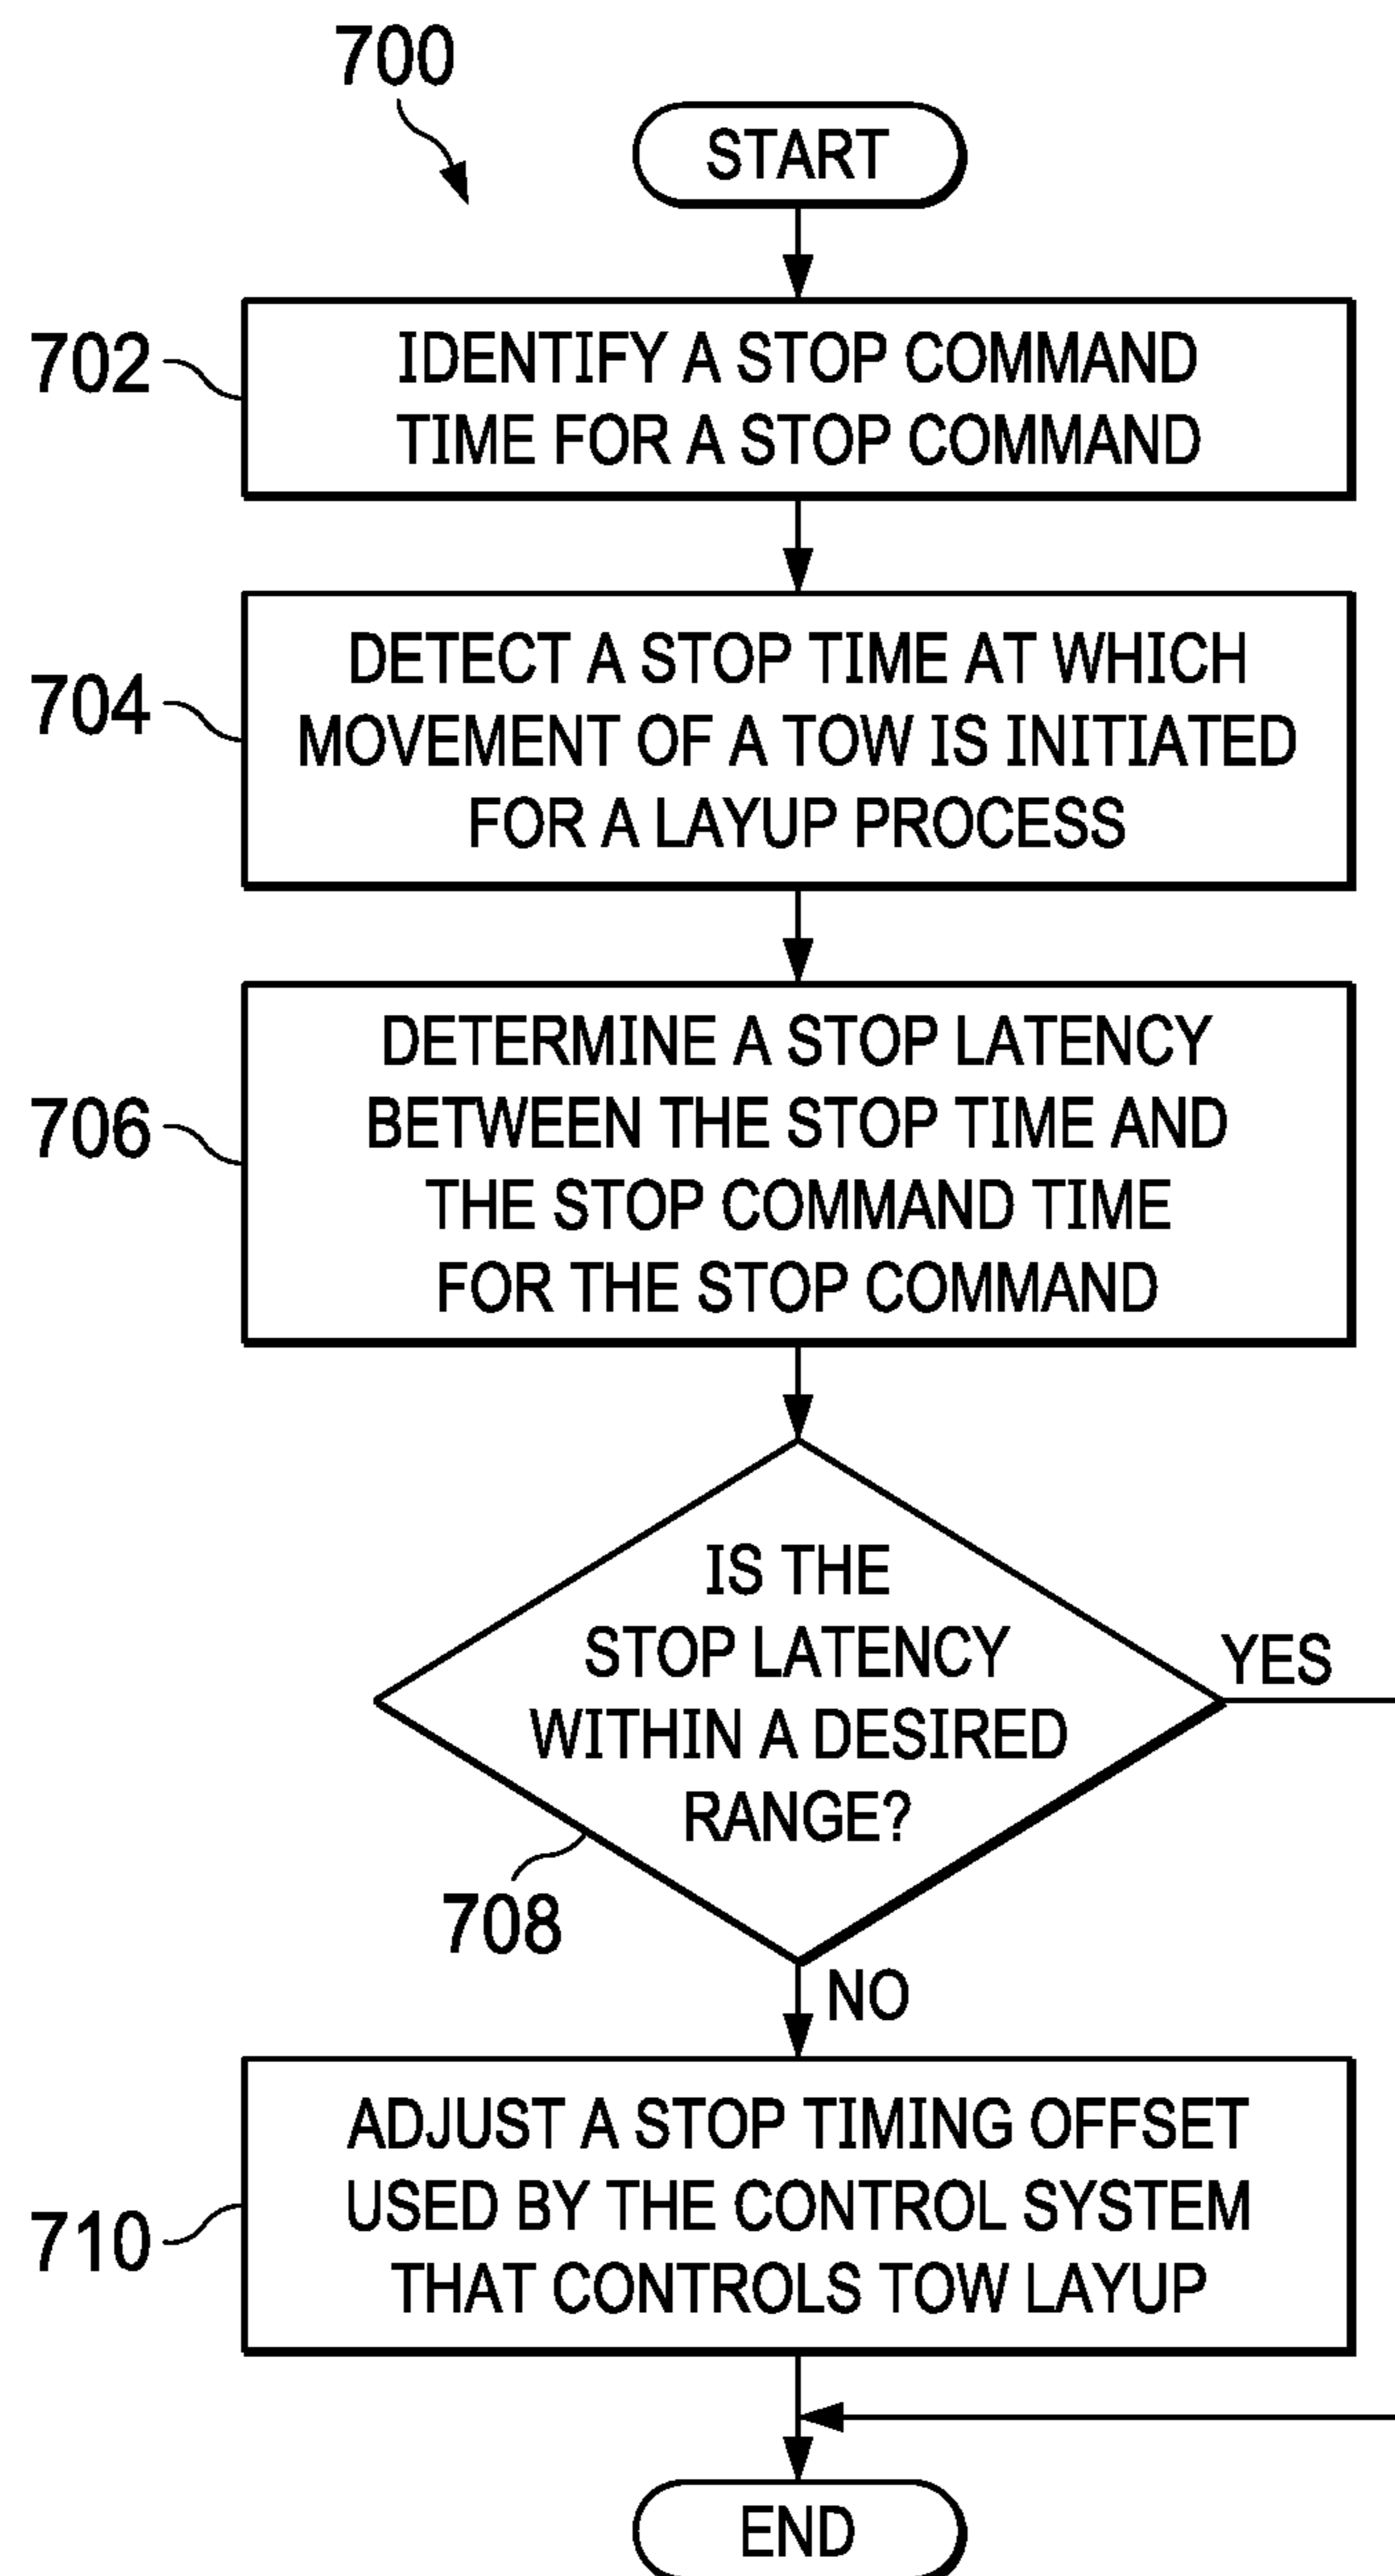 700
START
702
IDENTIFY A STOP COMMAND
TIME FOR A STOP COMMAND
704
DETECT A STOP TIME AT WHICH
MOVEMENT OF A TOW IS INITIATED
FOR A LAYUP PROCESS
706
DETERMINE A STOP LATENCY
BETWEEN THE STOP TIME AND
THE STOP COMMAND TIME
FOR THE STOP COMMAND
IS THE
STOP LATENCY
WITHIN A DESIRED
RANGE?
YES
708
NO
710
ADJUST A STOP TIMING OFFSET
USED BY THE CONTROL SYSTEM
THAT CONTROLS TOW LAYUP
END